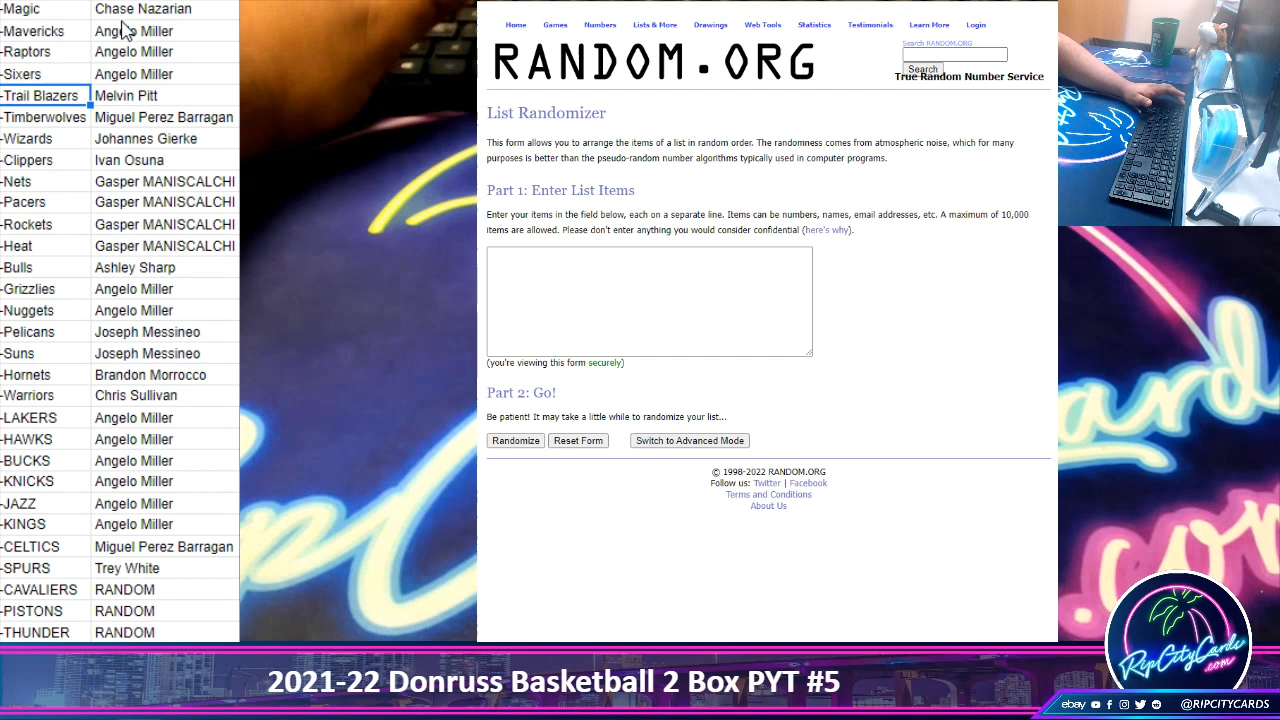 -Magic Chase Nazarian
-Mavericks Angelo Miller
-Raptors Angelo Miller
-Sixers Angelo Miller
-Trail Blazers Melvin Pitt
-Timberwolves Miguel Perez Barragan
-Wizards Johannes Gierke
-Clippers Ivan Osuna
-Nets Gasper MANISCALCHI
-Pacers Gasper MANISCALCHI
-Rockets Gasper MANISCALCHI
-Heat Gasper MANISCALCHI
-Bulls Ashley Sharp
-Grizzlies Angelo Miller
-Nuggets Angelo Miller
-Pelicans Joseph Messineo
-Suns Joseph Messineo
-Hornets Brandon Morrocco
-Warriors Chris Sullivan
-LAKERS Angelo Miller
-HAWKS Angelo Miller
-BUCKS Angelo Miller
-KNICKS Angelo Miller
-JAZZ Angelo Miller
-KINGS Angelo Miller
-CELTICS Miguel Perez Barragan
-SPURS Trey White
-CAVALIERS RANDOM
-PISTONS RANDOM
-THUNDER RANDOM
Home Games Numbers Lists & More Drawings Web Tools Statistics Testimonials Learn More Login
RANDOM.ORG
Search RANDOM.ORG
Search
True Random Number Service
List Randomizer
This form allows you to arrange the items of a list in random order. The randomness comes from atmospheric noise, which for many
purposes is better than the pseudo-random number algorithms typically used in computer programs.
Part 1: Enter List Items
Enter your items in the field below, each on a separate line. Items can be numbers, names, email addresses, etc. A maximum of 10,000
items are allowed. Please don't enter anything you would consider confidential (here's why).
(you're viewing this form securely)
Part 2: Go!
Be patient! It may take a little while to randomize your list...
Randomize Reset Form Switch to Advanced Mode
© 1998-2022 RANDOM.ORG
Follow us: Twitter | Facebook
Terms and Conditions
About Us
ard
.com
RipCityCards
.com
2021-22 Donruss Basketball 2 Box PYT #5
ebay @RIPCITYCARDS